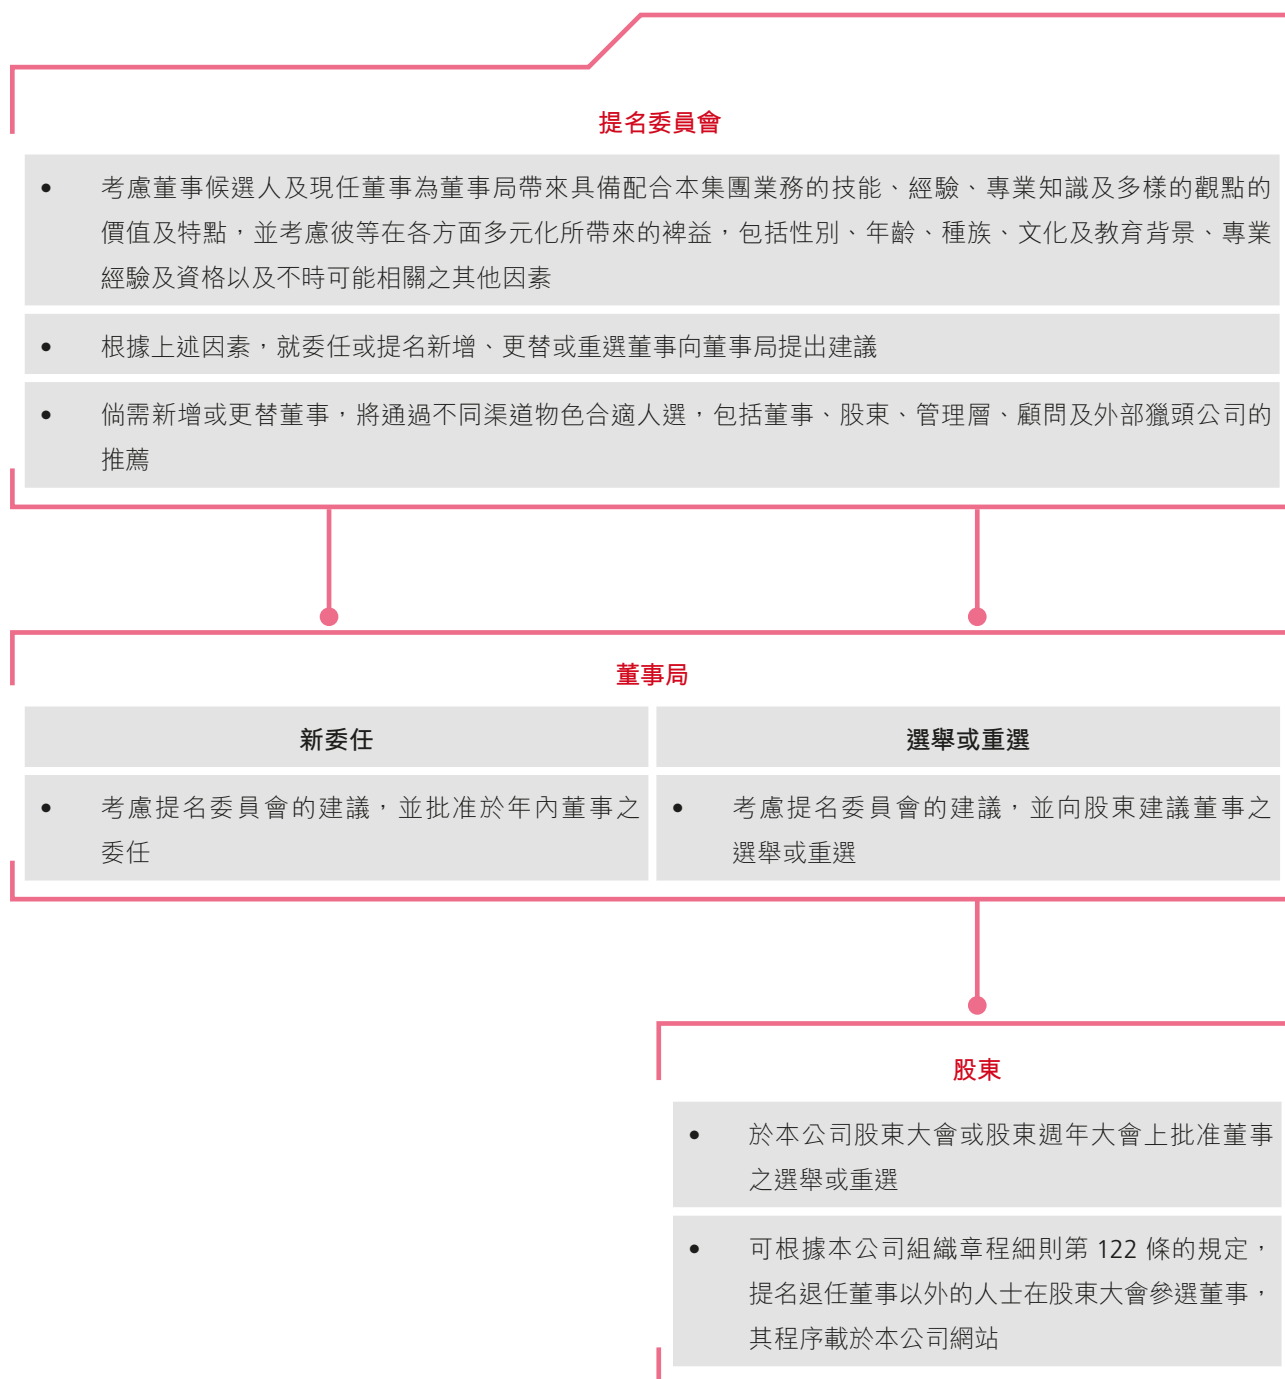 提名委員會
• 考慮董事候選人及現任董事為董事局帶來具備配合本集團業務的技能、經驗、專業知識及多樣的觀點的
價值及特點，並考慮彼等在各方面多元化所帶來的裨益，包括性別、年齡、種族、文化及教育背景、專業
經驗及資格以及不時可能相關之其他因素
• 根據上述因素，就委任或提名新增、更替或重選董事向董事局提出建議
• 倘需新增或更替董事，將通過不同渠道物色合適人選，包括董事、股東、管理層、顧問及外部獵頭公司的
推薦
董事局
新委任
• 考慮提名委員會的建議，並批准於年內董事之
委任
選舉或重選
• 考慮提名委員會的建議，並向股東建議董事之
選舉或重選
股東
• 於本公司股東大會或股東週年大會上批准董事
之選舉或重選
• 可根據本公司組織章程細則第 122 條的規定，
提名退任董事以外的人士在股東大會參選董事，
其程序載於本公司網站